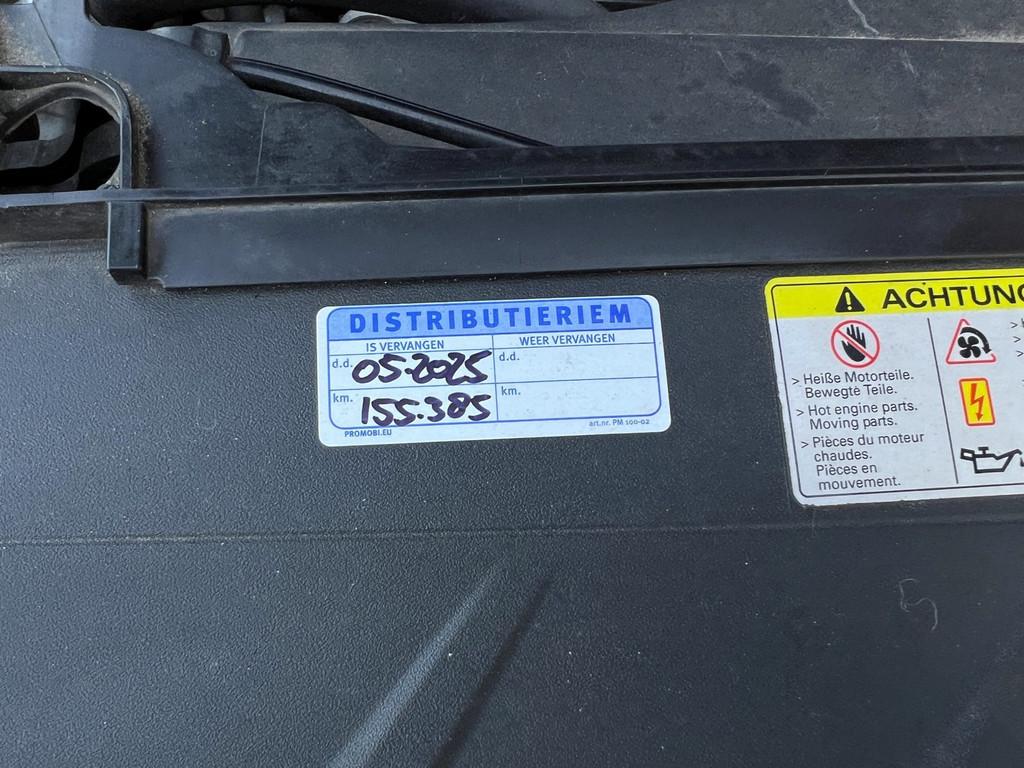 DISTRIBUTIERIEM
IS VERVANGEN
WEER VERVANGEN
d.d. 05-2025
d.d.
km. 155.385
km.
PROMOBI.EU
art.nr. PM 100-02
ACHTUNG
> Heiße Motorteile.
Bewegte Teile.
> Hot engine parts.
Moving parts.
> Pièces du moteur
chaudes.
Pièces en
mouvement.